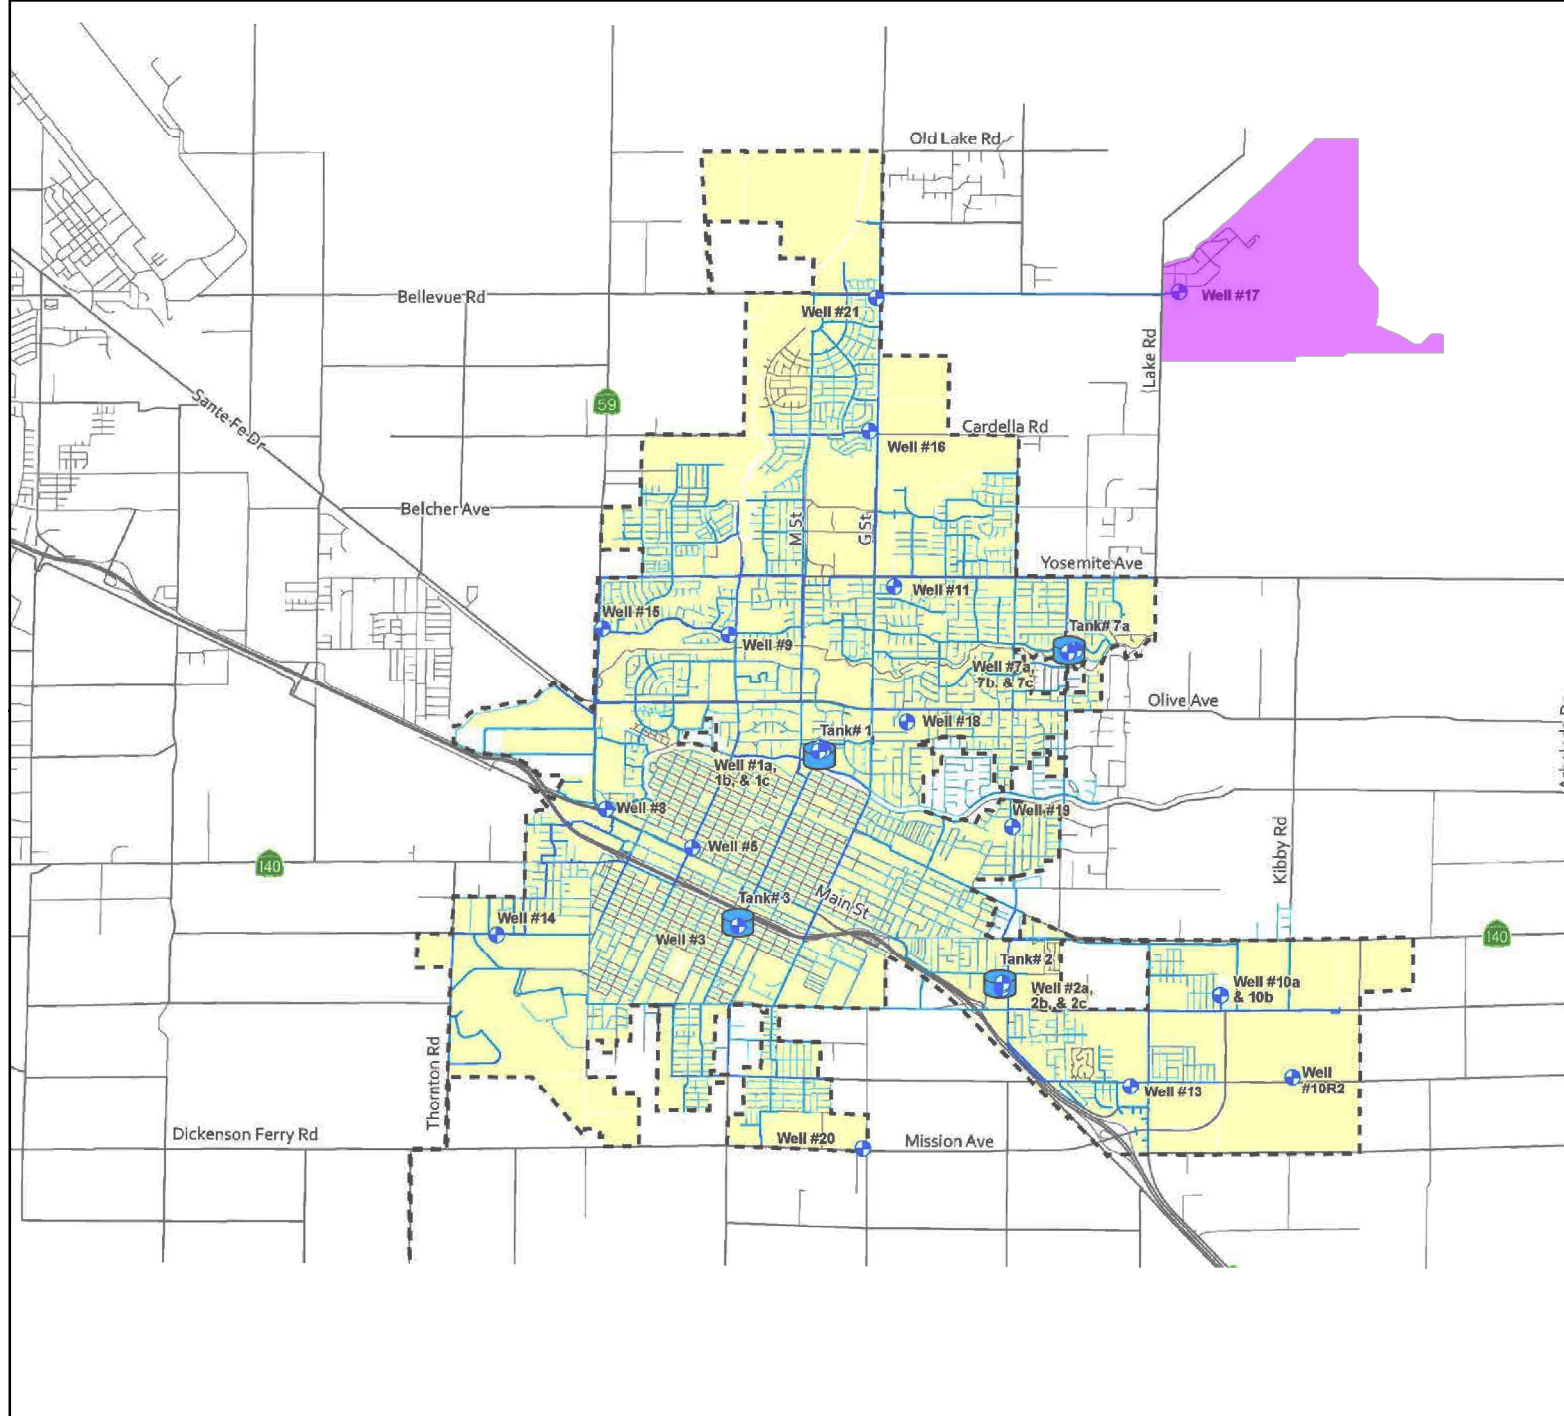 Old Lake Rd
Bellevue Rd
Well #21
Well #17
Lake Rd
59
Sante Fe Dr
Cardella Rd
Well #16
Belcher Ave
M St
G St
Yosemite Ave
Well #11
Well #15
Tank# 7a
Well #9
Well #7a,
7b, & 7c
Olive Ave
Well #18
Tank# 1
Well #1a,
1b, & 1c
Well #8
Well #19
Well #5
Kibby Rd
140
Main St
Tank# 3
Well #14
Well #3
140
Tank# 2
Well #2a,
2b, & 2c
Well #10a
& 10b
Thornton Rd
Well
#10R2
Well #13
Dickenson Ferry Rd
Well #20
Mission Ave